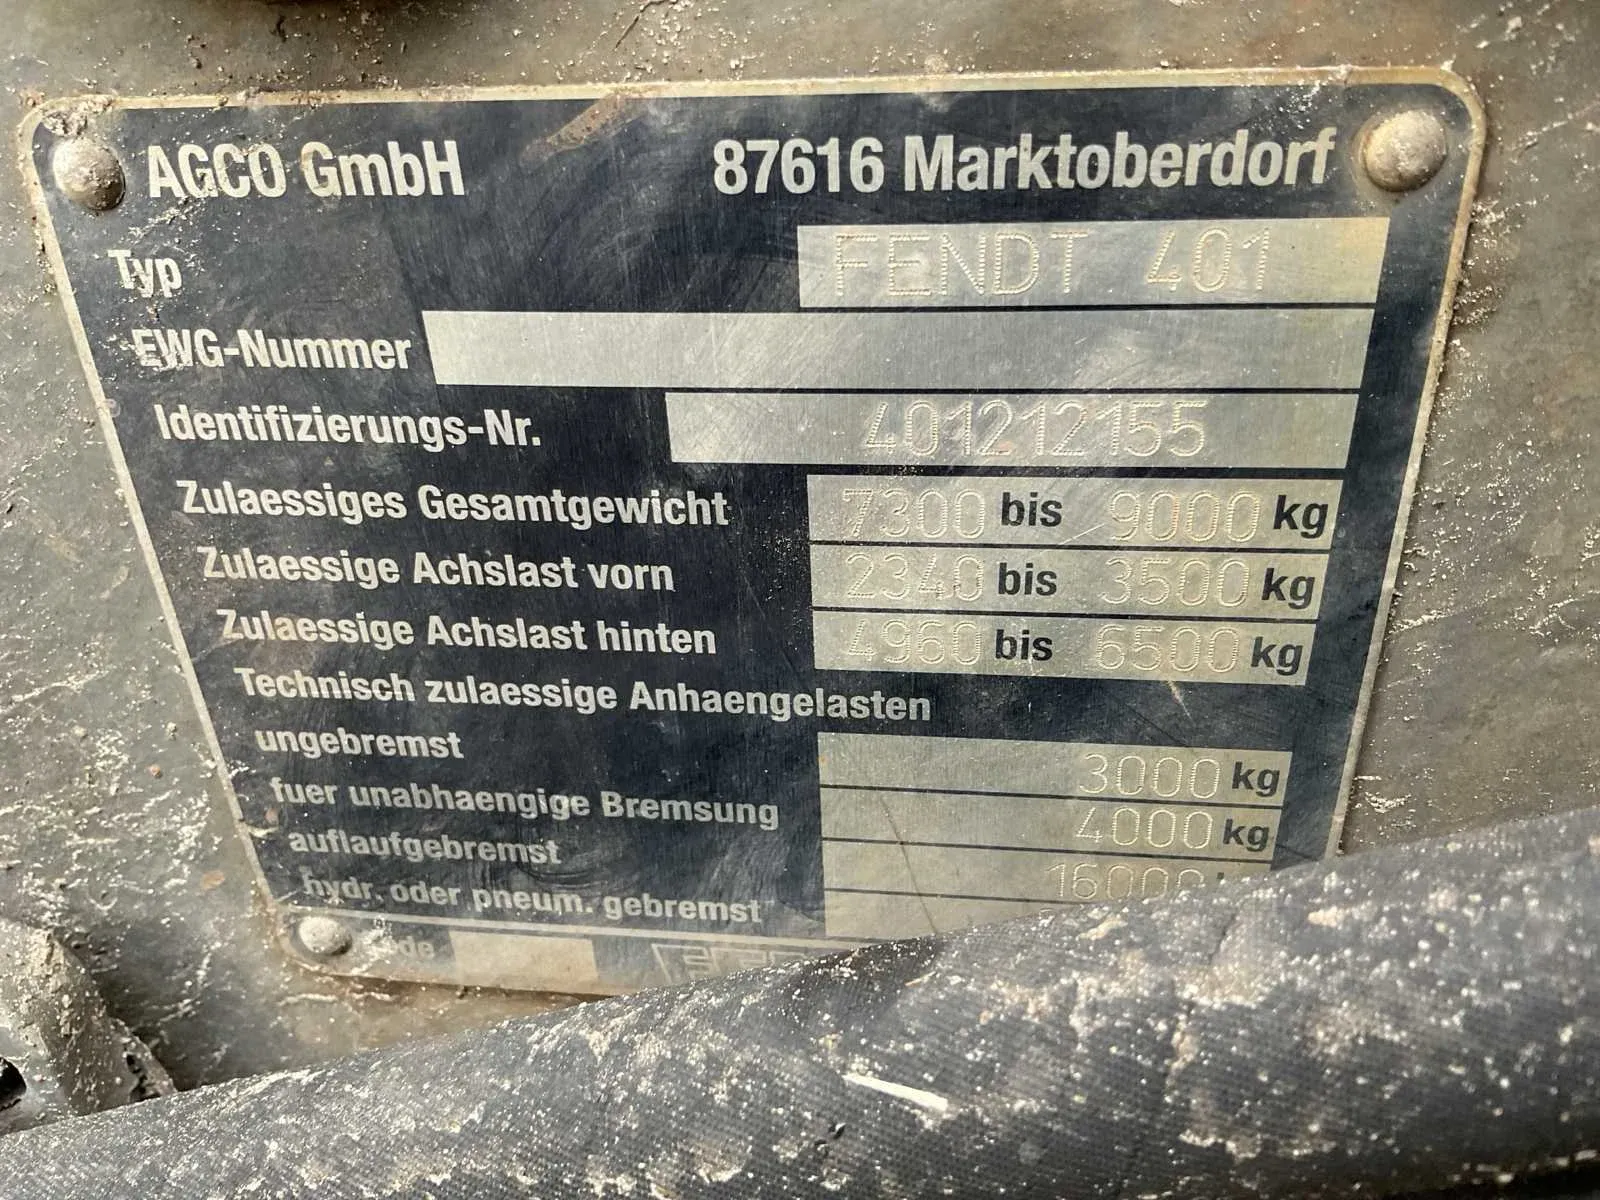 AGCO GmbH 87616 Marktoberdorf
Typ FENDT 401
EWG-Nummer
Identifizierungs-Nr. 401212155
Zulaessiges Gesamtgewicht 7300 bis 9000 kg
Zulaessige Achslast vorn 2340 bis 3500 kg
Zulaessige Achslast hinten 4960 bis 6500 kg
Technisch zulaessige Anhaengelasten
ungebremst 3000 kg
fuer unabhaengige Bremsung 4000 kg
auflaufgebremst 16000
hydr. oder pneum. gebremst